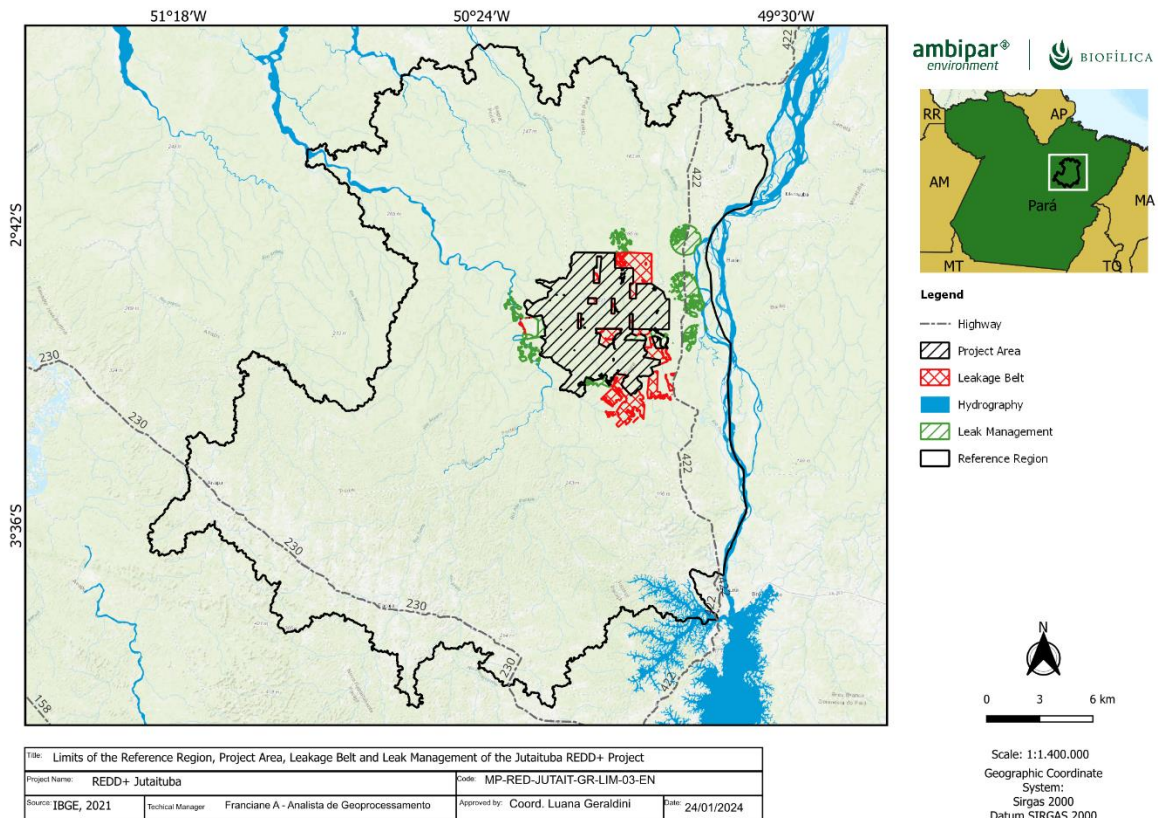 51°18'W 50°24'W 49°30'W
2°42'S
3°36'S
422
422
422
422
422
230
230
230
230
230
158
ambipar®
environment
BIOFÍLICA
RR
AP
AM
Pará
MA
MT
TO
Legend
Highway
Project Area
Leakage Belt
Hydrography
Leak Management
Reference Region
N
0 3 6 km
Scale: 1:1.400.000
Geographic Coordinate
System:
Sirgas 2000
Datum SIRGAS 2000
Title: Limits of the Reference Region, Project Area, Leakage Belt and Leak Management of the Jutaituba REDD+ Project
Project Name: REDD+ Jutaituba Code: MP-RED-JUTAIT-GR-LIM-03-EN
Source: IBGE, 2021 Techical Manager Franciane A - Analista de Geoprocessamento Approved by: Coord. Luana Geraldini Date: 24/01/2024